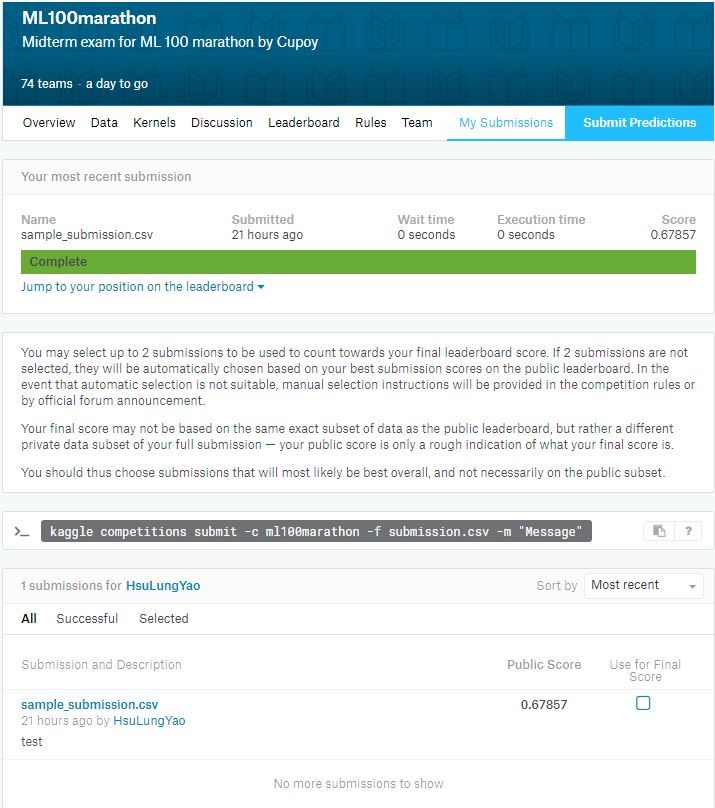 ML100marathon
Midterm exam for ML 100 marathon by Cupoy
74 teams · a day to go
Overview Data Kernels Discussion Leaderboard Rules Team My Submissions Submit Predictions
Your most recent submission
Name Submitted Wait time Execution time Score
sample_submission.csv 21 hours ago 0 seconds 0 seconds 0.67857
Complete
Jump to your position on the leaderboard
You may select up to 2 submissions to be used to count towards your final leaderboard score. If 2 submissions are not
selected, they will be automatically chosen based on your best submission scores on the public leaderboard. In the
event that automatic selection is not suitable, manual selection instructions will be provided in the competition rules or
by official forum announcement.
Your final score may not be based on the same exact subset of data as the public leaderboard, but rather a different
private data subset of your full submission — your public score is only a rough indication of what your final score is.
You should thus choose submissions that will most likely be best overall, and not necessarily on the public subset.
>_ kaggle competitions submit -c ml100marathon -f submission.csv -m "Message" ?
1 submissions for HsuLungYao Sort by Most recent
All Successful Selected
Submission and Description Public Score Use for Final
Score
sample_submission.csv 0.67857
21 hours ago by HsuLungYao
test
No more submissions to show